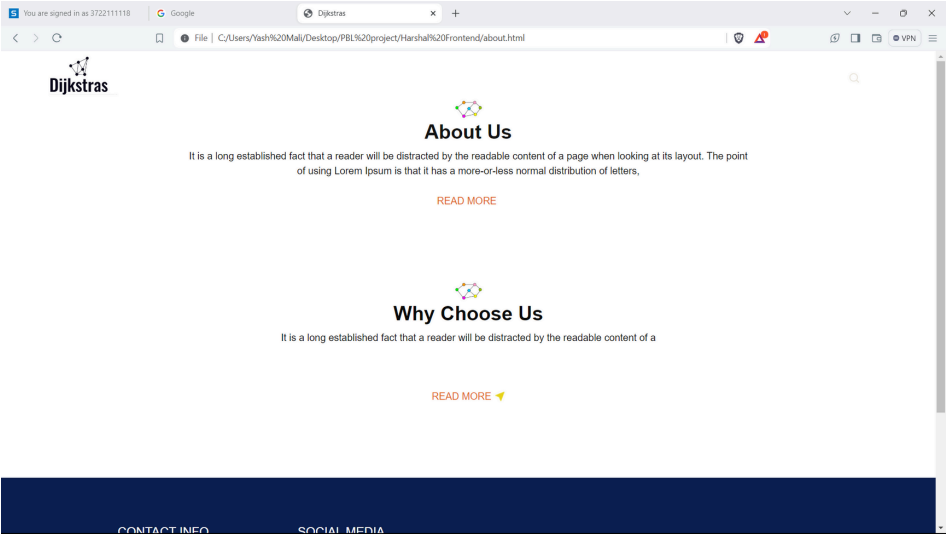 S You are signed in as 3722111118
G Google
Dijkstras
File | C:/Users/Yash%20Mali/Desktop/PBL%20project/Harshal%20Frontend/about.html
VPN
Dijkstras
About Us
It is a long established fact that a reader will be distracted by the readable content of a page when looking at its layout. The point
of using Lorem Ipsum is that it has a more-or-less normal distribution of letters,
READ MORE
Why Choose Us
It is a long established fact that a reader will be distracted by the readable content of a
READ MORE
CONTACT INFO
SOCIAL MEDIA